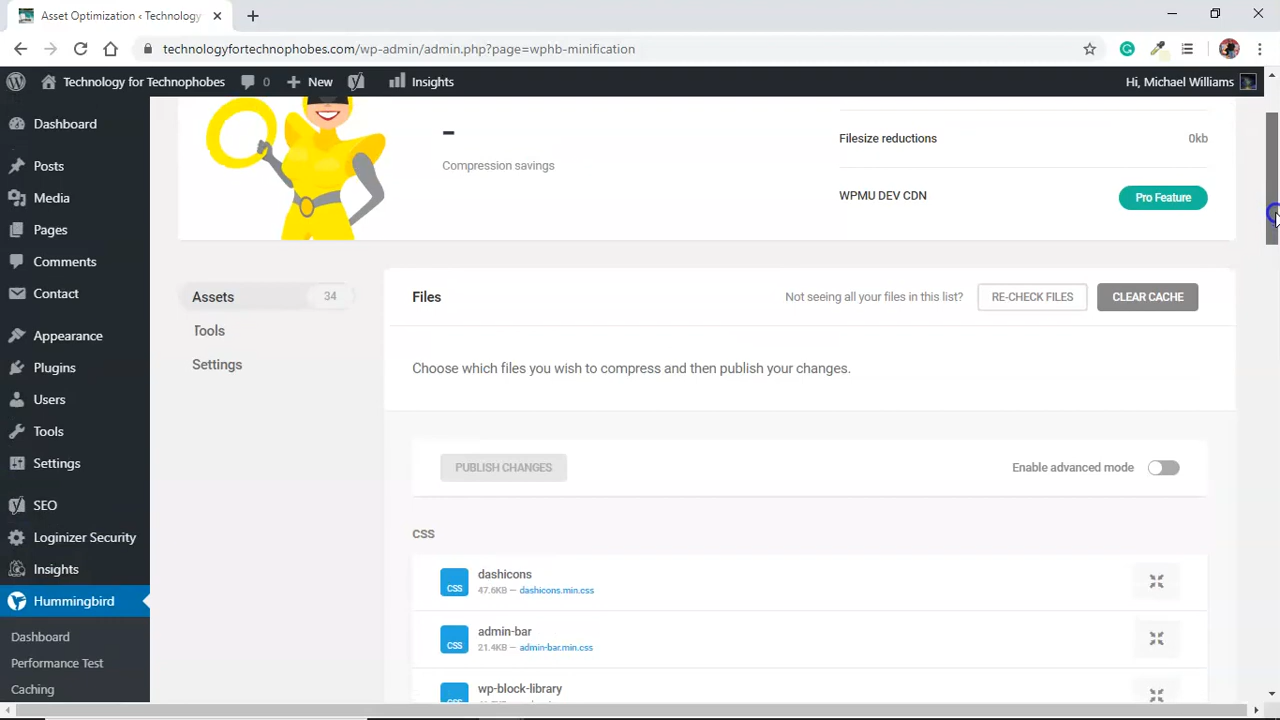 Asset Optimization ‹ Technology
technologyfortechnophobes.com/wp-admin/admin.php?page=wphb-minification
Technology for Technophobes
0
New
Insights
Hi, Michael Williams
Dashboard
Posts
Media
Pages
Comments
Contact
Appearance
Plugins
Users
Tools
Settings
SEO
Loginizer Security
Insights
Hummingbird
Dashboard
Performance Test
Caching
-
Compression savings
Filesize reductions
0kb
WPMU DEV CDN
Pro Feature
Assets
34
Tools
Settings
Files
Not seeing all your files in this list?
RE-CHECK FILES
CLEAR CACHE
Choose which files you wish to compress and then publish your changes.
PUBLISH CHANGES
Enable advanced mode
CSS
CSS
dashicons
47.6KB — dashicons.min.css
CSS
admin-bar
21.4KB — admin-bar.min.css
CSS
wp-block-library